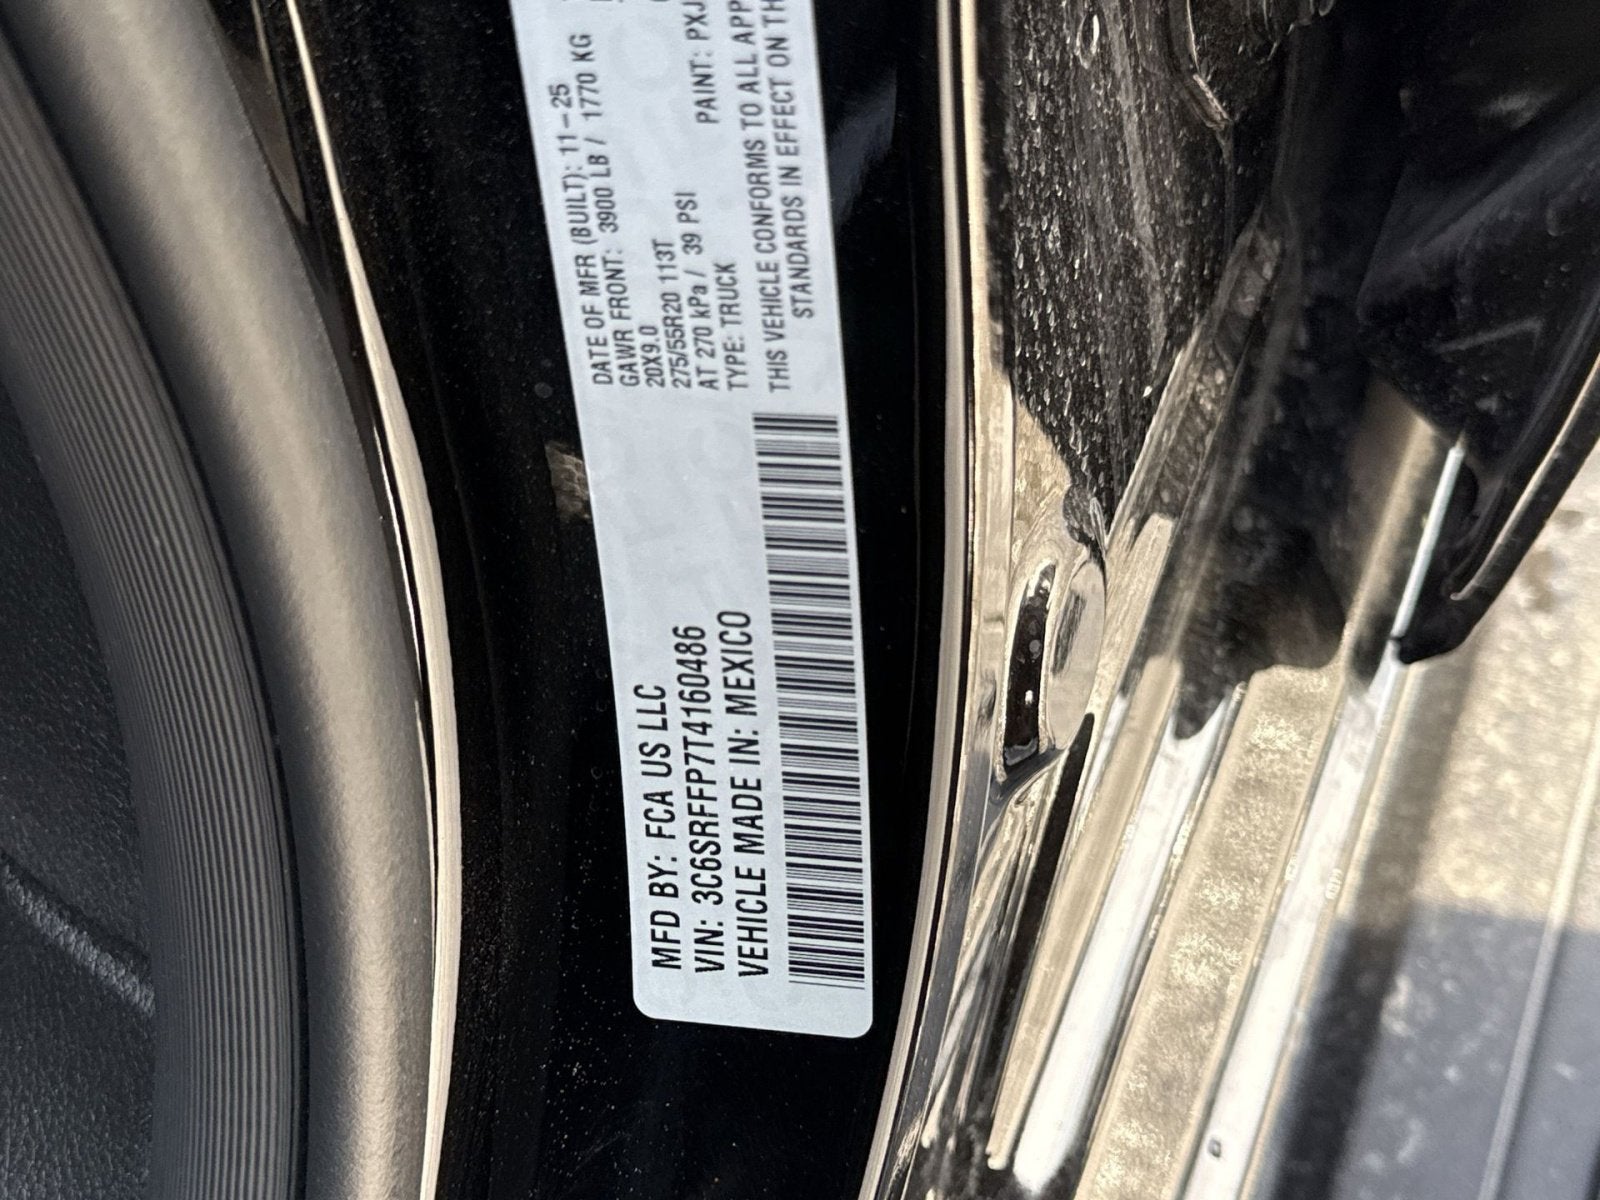 MFD BY: FCA US LLC
VIN: 3C6SRFFP7T4160486
VEHICLE MADE IN: MEXICO
DATE OF MFR (BUILT): 11-25
GAWR FRONT: 3900 LB / 1770 KG
20X9.0
275/55R20 113T
AT 270 kPa / 39 PSI
TYPE: TRUCK
PAINT: PXJ
THIS VEHICLE CONFORMS TO ALL APP
STANDARDS IN EFFECT ON TH